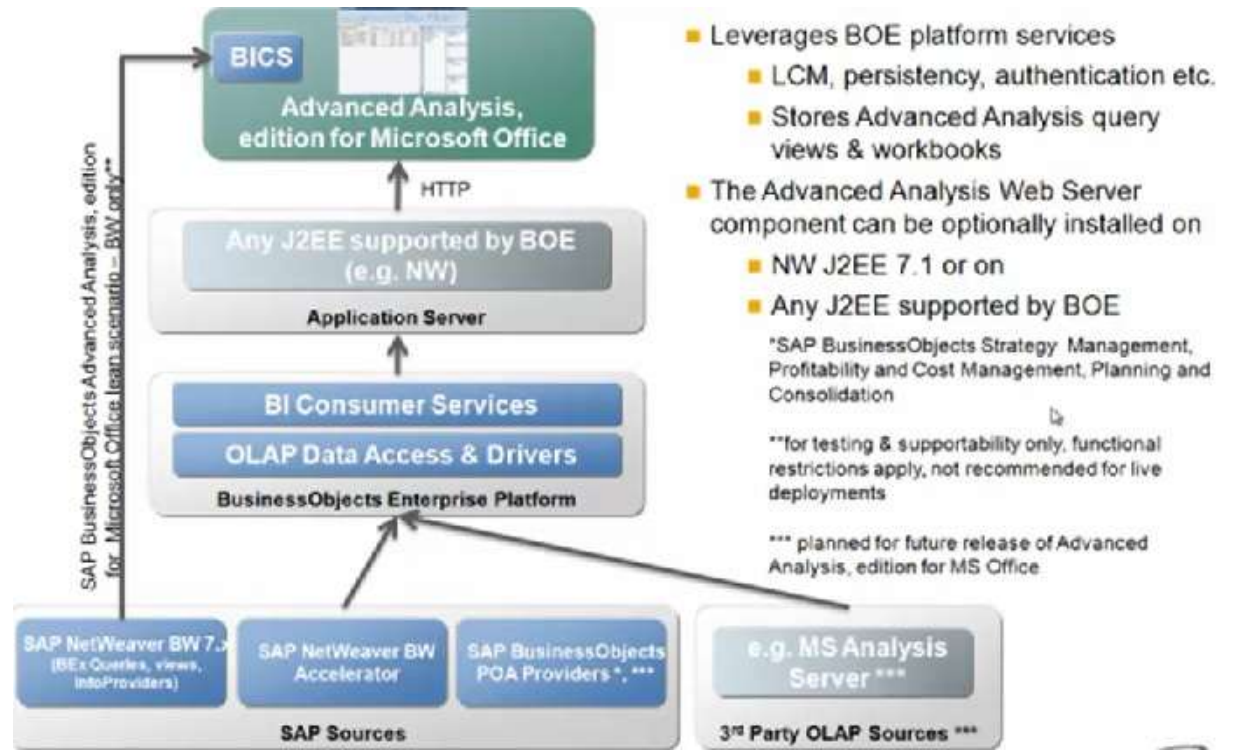 BICS
Advanced Analysis,
edition for Microsoft Office
HTTP
SAP BusinessObjects Advanced Analysis, edition
for Microsoft Office lean scenario – BW only**
Any J2EE supported by BOE
(e.g. NW)
Application Server
BI Consumer Services
OLAP Data Access & Drivers
BusinessObjects Enterprise Platform
SAP NetWeaver BW 7.x
(BEx Queries, views,
InfoProviders)
SAP NetWeaver BW
Accelerator
SAP BusinessObjects
POA Providers *, ***
SAP Sources
e.g. MS Analysis
Server ***
3rd Party OLAP Sources ***
Leverages BOE platform services
LCM, persistency, authentication etc.
Stores Advanced Analysis query
views & workbooks
The Advanced Analysis Web Server
component can be optionally installed on
NW J2EE 7.1 or on
Any J2EE supported by BOE
*SAP BusinessObjects Strategy Management,
Profitability and Cost Management, Planning and
Consolidation
**for testing & supportability only, functional
restrictions apply, not recommended for live
deployments
*** planned for future release of Advanced
Analysis, edition for MS Office